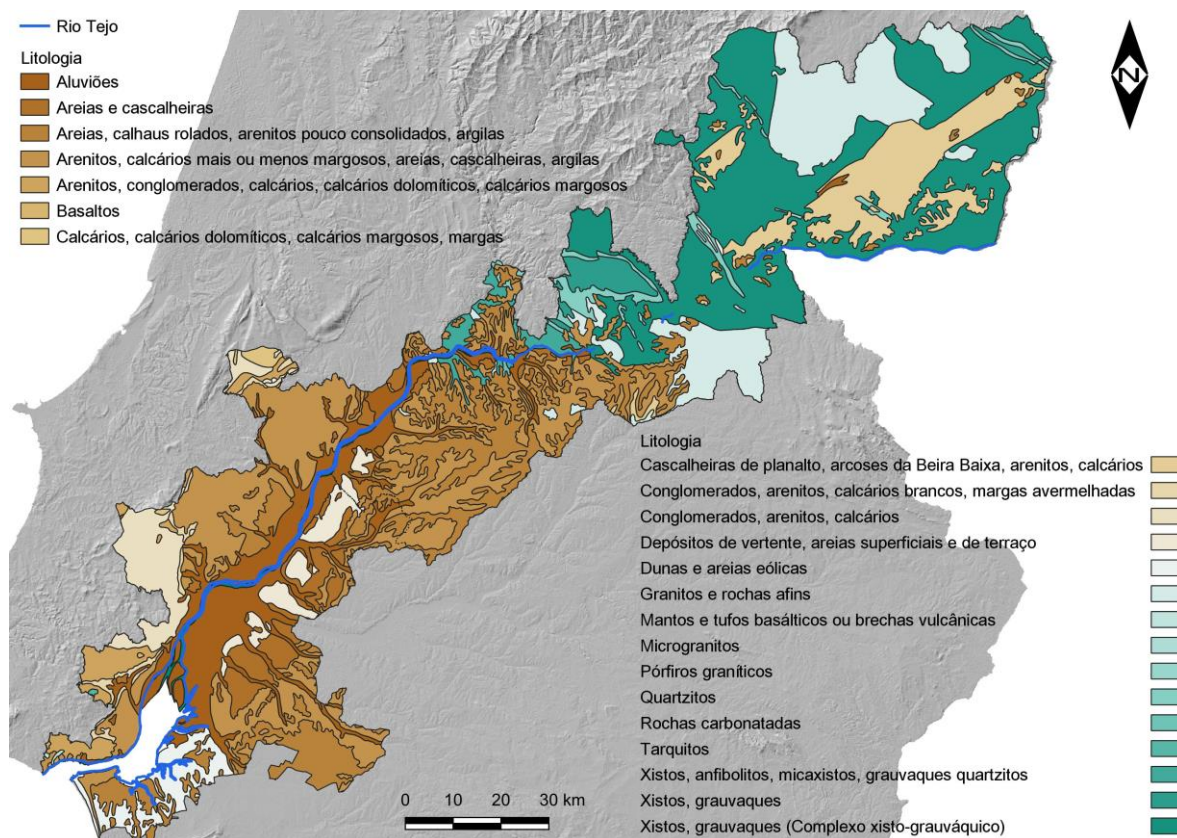 Rio Tejo
Litologia
Aluviões
Areias e cascalheiras
Areias, calhaus rolados, arenitos pouco consolidados, argilas
Arenitos, calcários mais ou menos margosos, areias, cascalheiras, argilas
Arenitos, conglomerados, calcários, calcários dolomíticos, calcários margosos
Basaltos
Calcários, calcários dolomíticos, calcários margosos, margas
N
Litologia
Cascalheiras de planalto, arcoses da Beira Baixa, arenitos, calcários
Conglomerados, arenitos, calcários brancos, margas avermelhadas
Conglomerados, arenitos, calcários
Depósitos de vertente, areias superficiais e de terraço
Dunas e areias eólicas
Granitos e rochas afins
Mantos e tufos basálticos ou brechas vulcânicas
Microgranitos
Pórfiros graníticos
Quartzitos
Rochas carbonatadas
Tarquitos
Xistos, anfibolitos, micaxistos, grauvaques quartzitos
Xistos, grauvaques
Xistos, grauvaques (Complexo xisto-grauváquico)
0 10 20 30 km